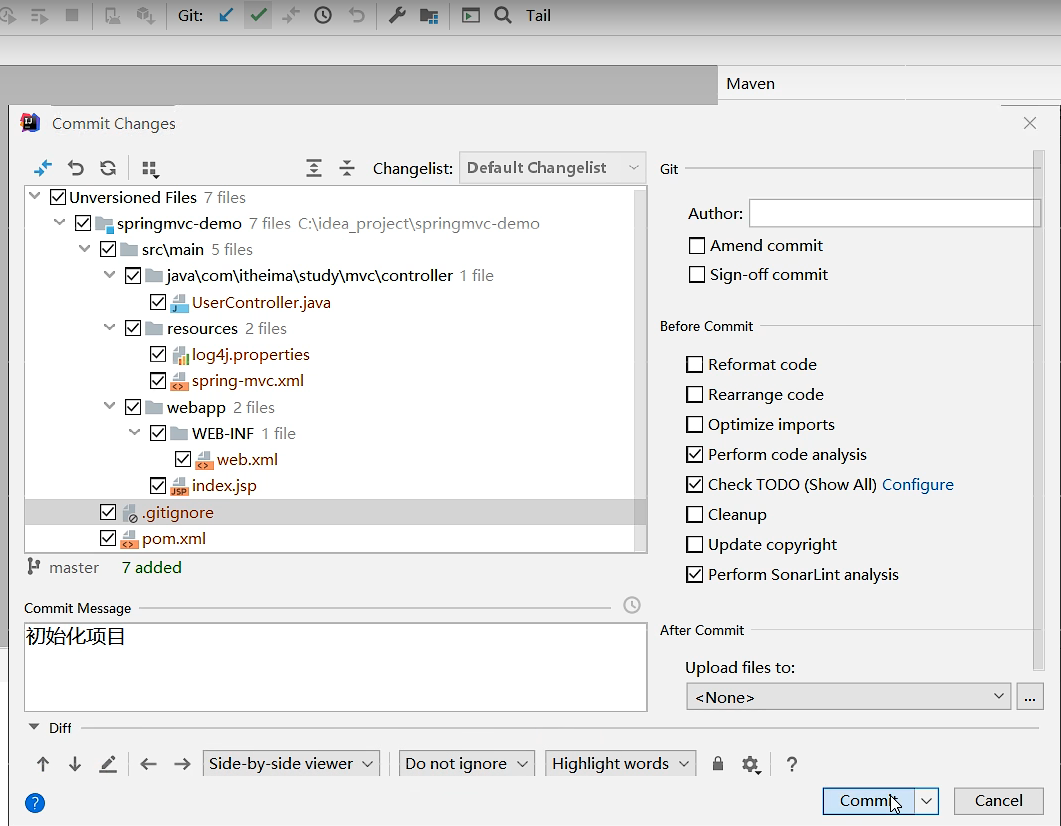 Git:
Tail
Maven
Commit Changes
Changelist: Default Changelist
Unversioned Files 7 files
springmvc-demo 7 files C:\idea_project\springmvc-demo
src\main 5 files
java\com\itheima\study\mvc\controller 1 file
UserController.java
resources 2 files
log4j.properties
spring-mvc.xml
webapp 2 files
WEB-INF 1 file
web.xml
index.jsp
.gitignore
pom.xml
master 7 added
Commit Message
初始化项目
Git
Author:
Amend commit
Sign-off commit
Before Commit
Reformat code
Rearrange code
Optimize imports
Perform code analysis
Check TODO (Show All) Configure
Cleanup
Update copyright
Perform SonarLint analysis
After Commit
Upload files to:
<None>
...
Diff
Side-by-side viewer
Do not ignore
Highlight words
?
?
Commit
Cancel